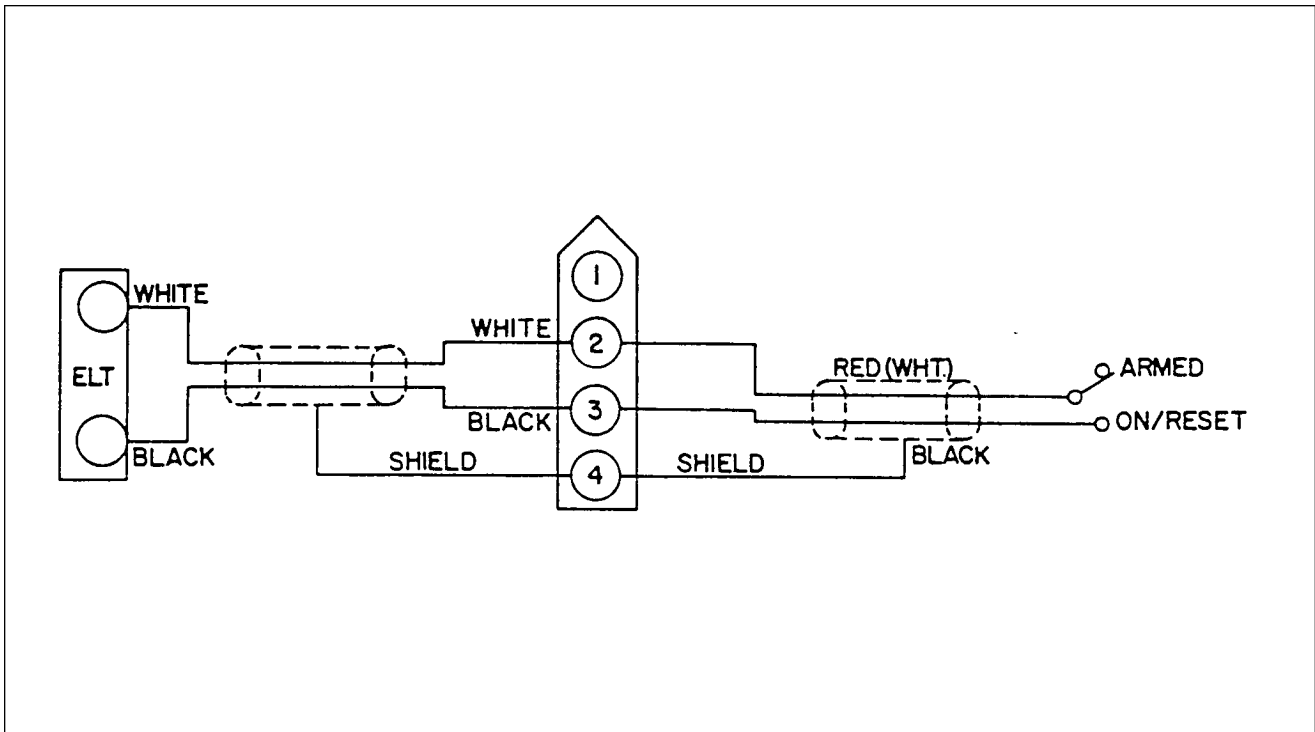 WHITE
ELT
BLACK
WHITE
BLACK
SHIELD
1
2
3
4
SHIELD
RED (WHT.)
BLACK
ARMED
ON/RESET